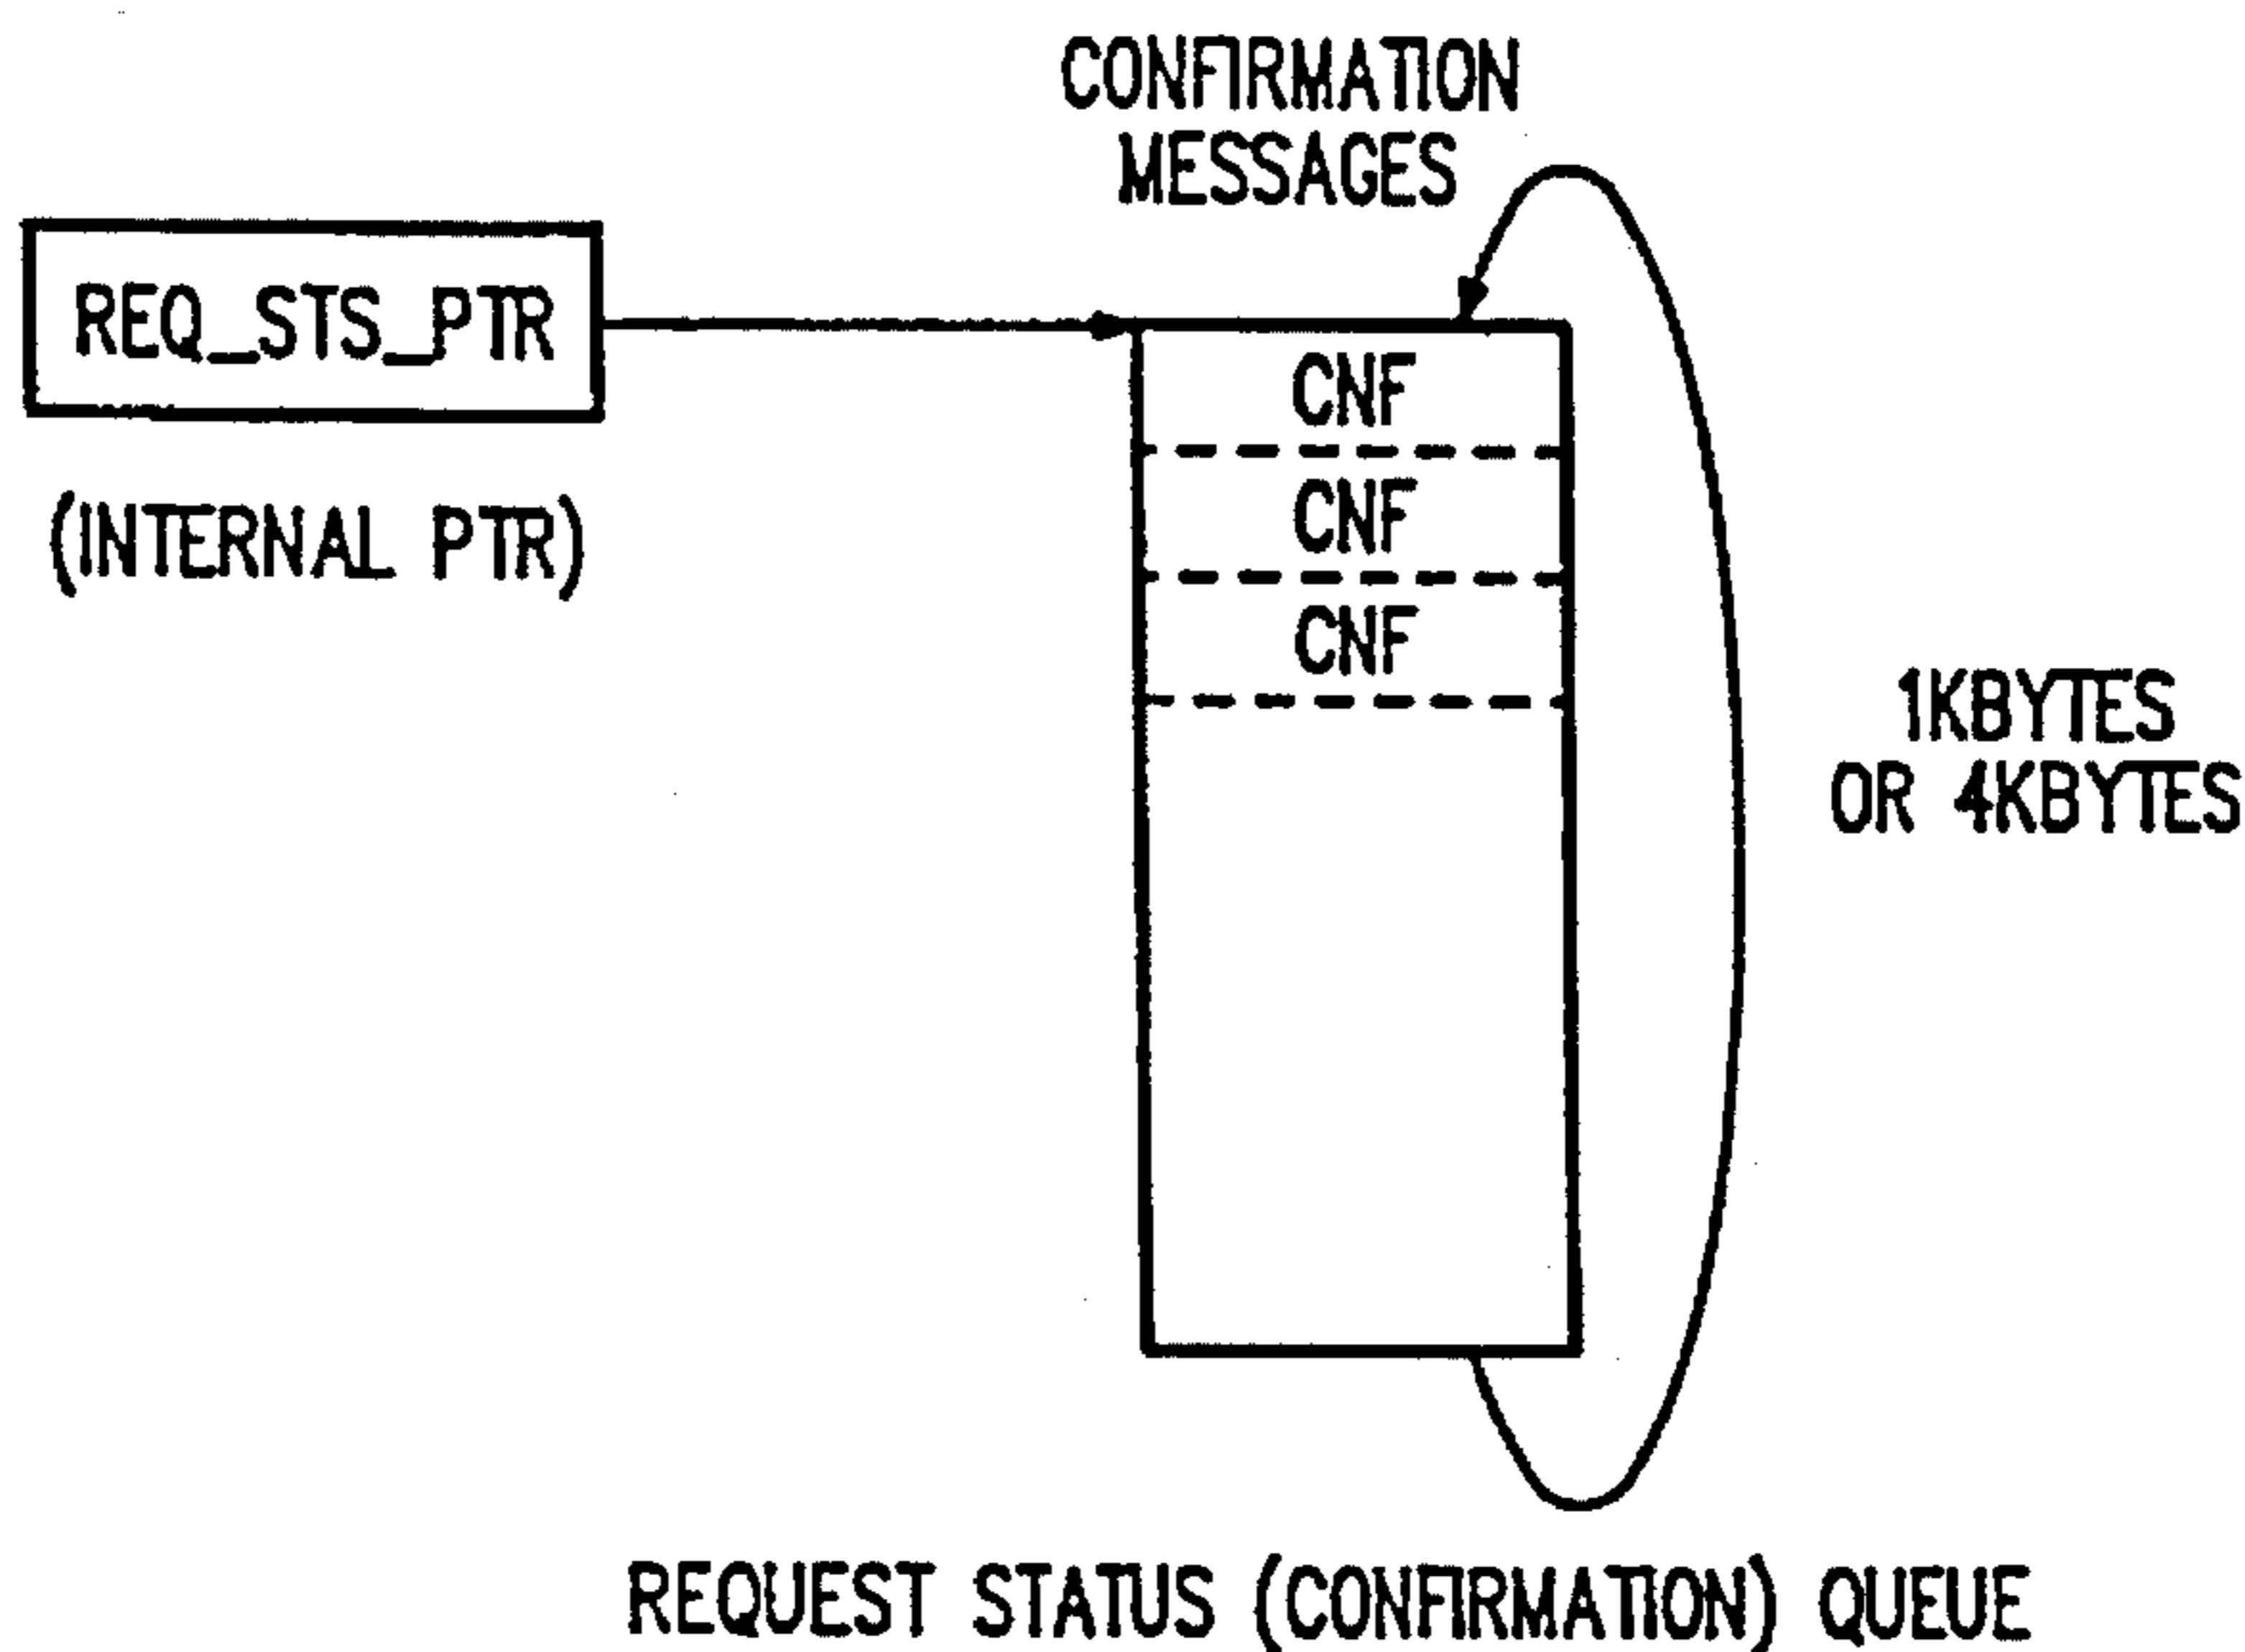 CONFIRMATION
MESSAGES
REQ_STS_PTR
(INTERNAL PTR)
CNF
CNF
CNF
1KBYTES
OR 4KBYTES
REQUEST STATUS (CONFIRMATION) QUEUE